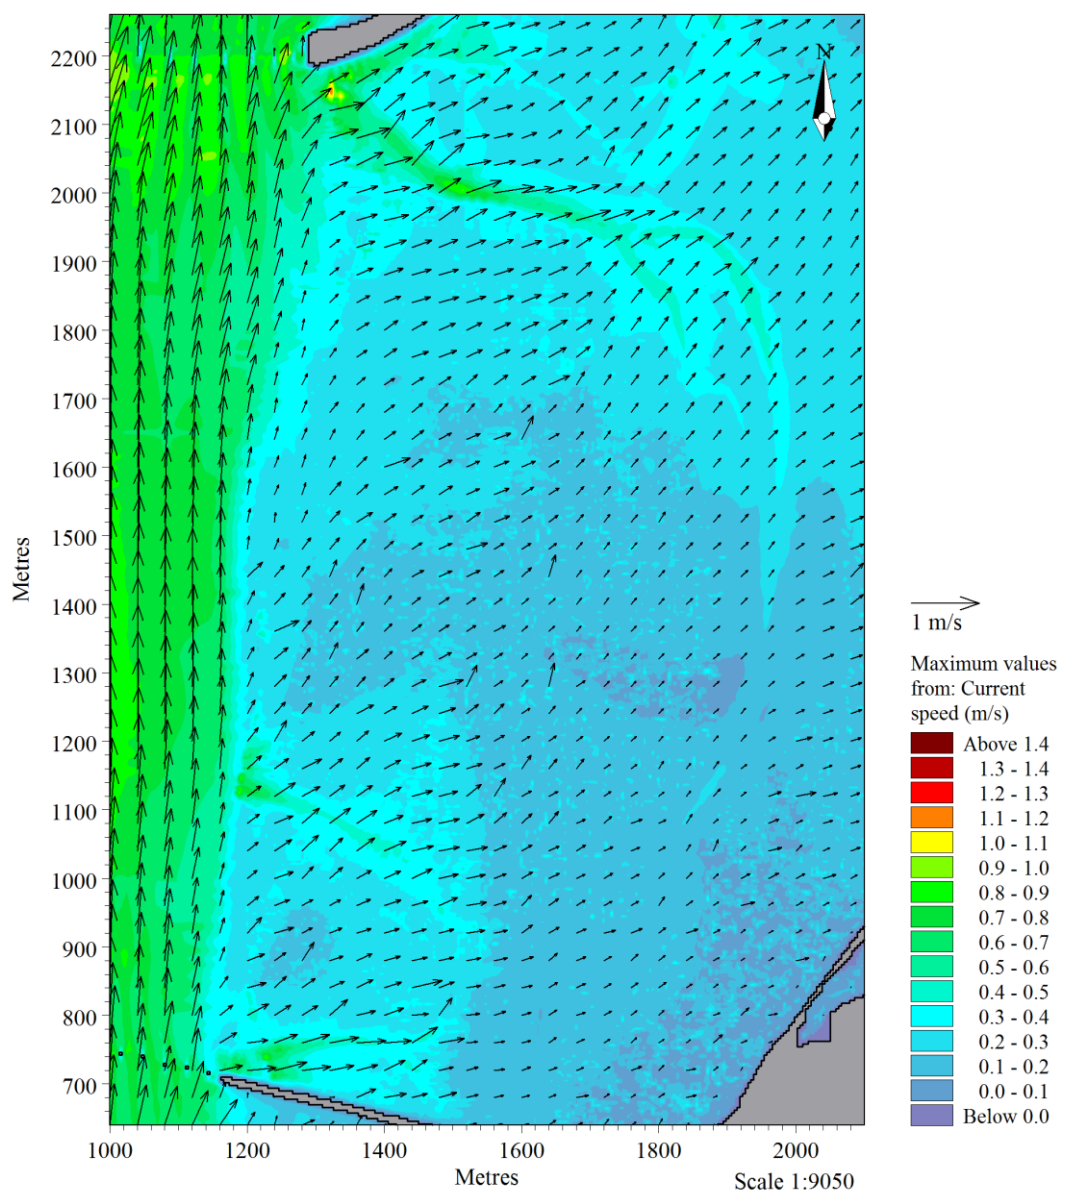 N
2200
2100
2000
1900
1800
1700
1600
1500
1400
1300
1200
1100
1000
900
800
700
Metres
1000 1200 1400 1600 1800 2000
Metres
Scale 1:9050
1 m/s
Maximum values
from: Current
speed (m/s)
Above 1.4
1.3 - 1.4
1.2 - 1.3
1.1 - 1.2
1.0 - 1.1
0.9 - 1.0
0.8 - 0.9
0.7 - 0.8
0.6 - 0.7
0.5 - 0.6
0.4 - 0.5
0.3 - 0.4
0.2 - 0.3
0.1 - 0.2
0.0 - 0.1
Below 0.0